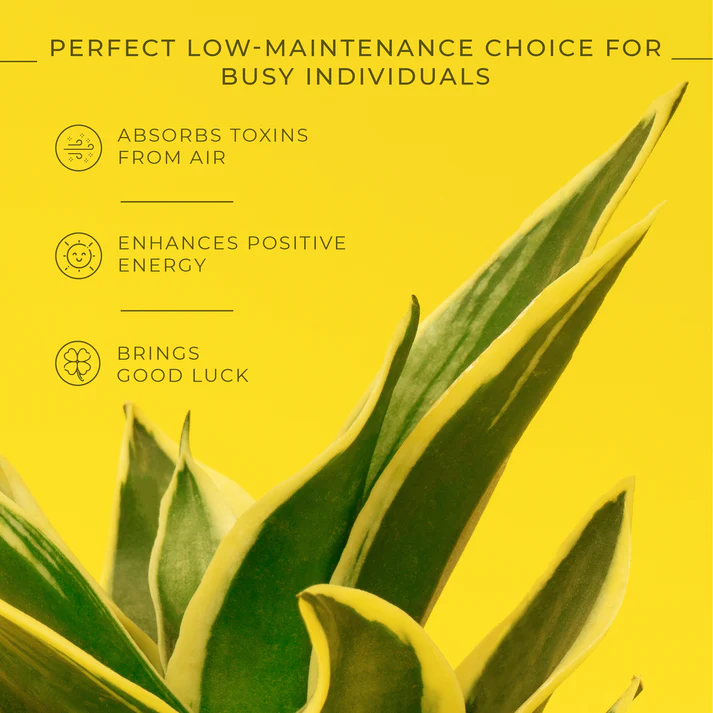 PERFECT LOW-MAINTENANCE CHOICE FOR
BUSY INDIVIDUALS
ABSORBS TOXINS
FROM AIR
ENHANCES POSITIVE
ENERGY
BRINGS
GOOD LUCK